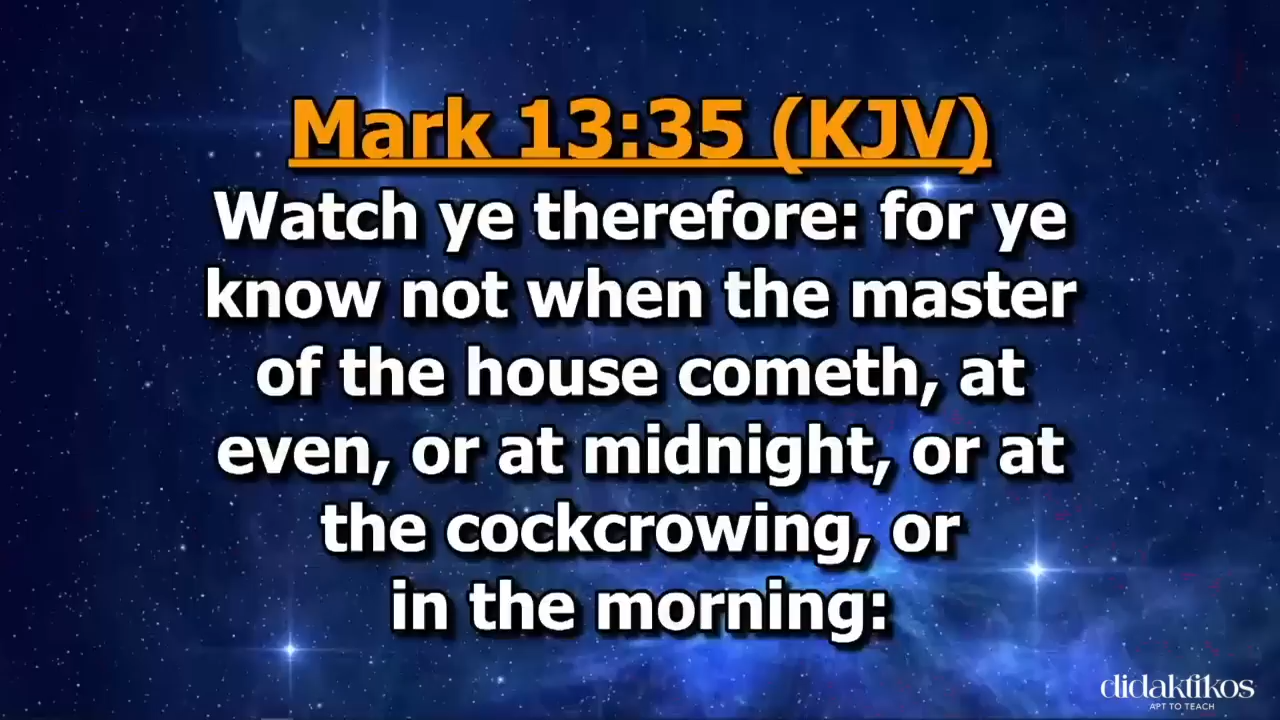 Mark 13:35 (KJV)
Watch ye therefore: for ye
know not when the master
of the house cometh, at
even, or at midnight, or at
the cockcrowing, or
in the morning:
didaktikos
APT TO TEACH